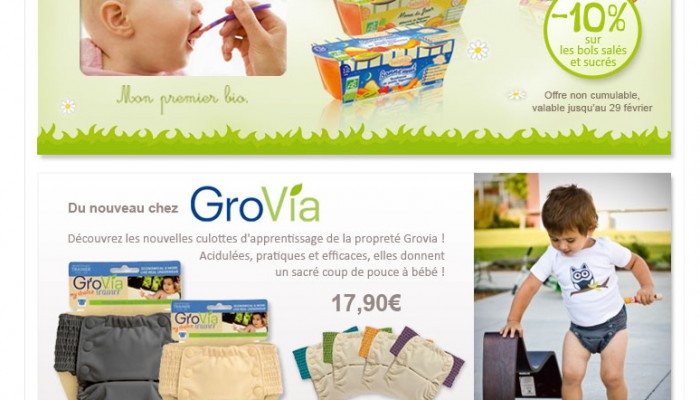 -10%
sur
les bols salés
et sucrés
Mon premier bio.
Offre non cumulable,
valable jusqu'au 29 février
Du nouveau chez GroVia
Découvrez les nouvelles culottes d'apprentissage de la propreté Grovia !
Acidulées, pratiques et efficaces, elles donnent
un sacré coup de pouce à bébé !
17,90€
GroVia
trainer
GroVia